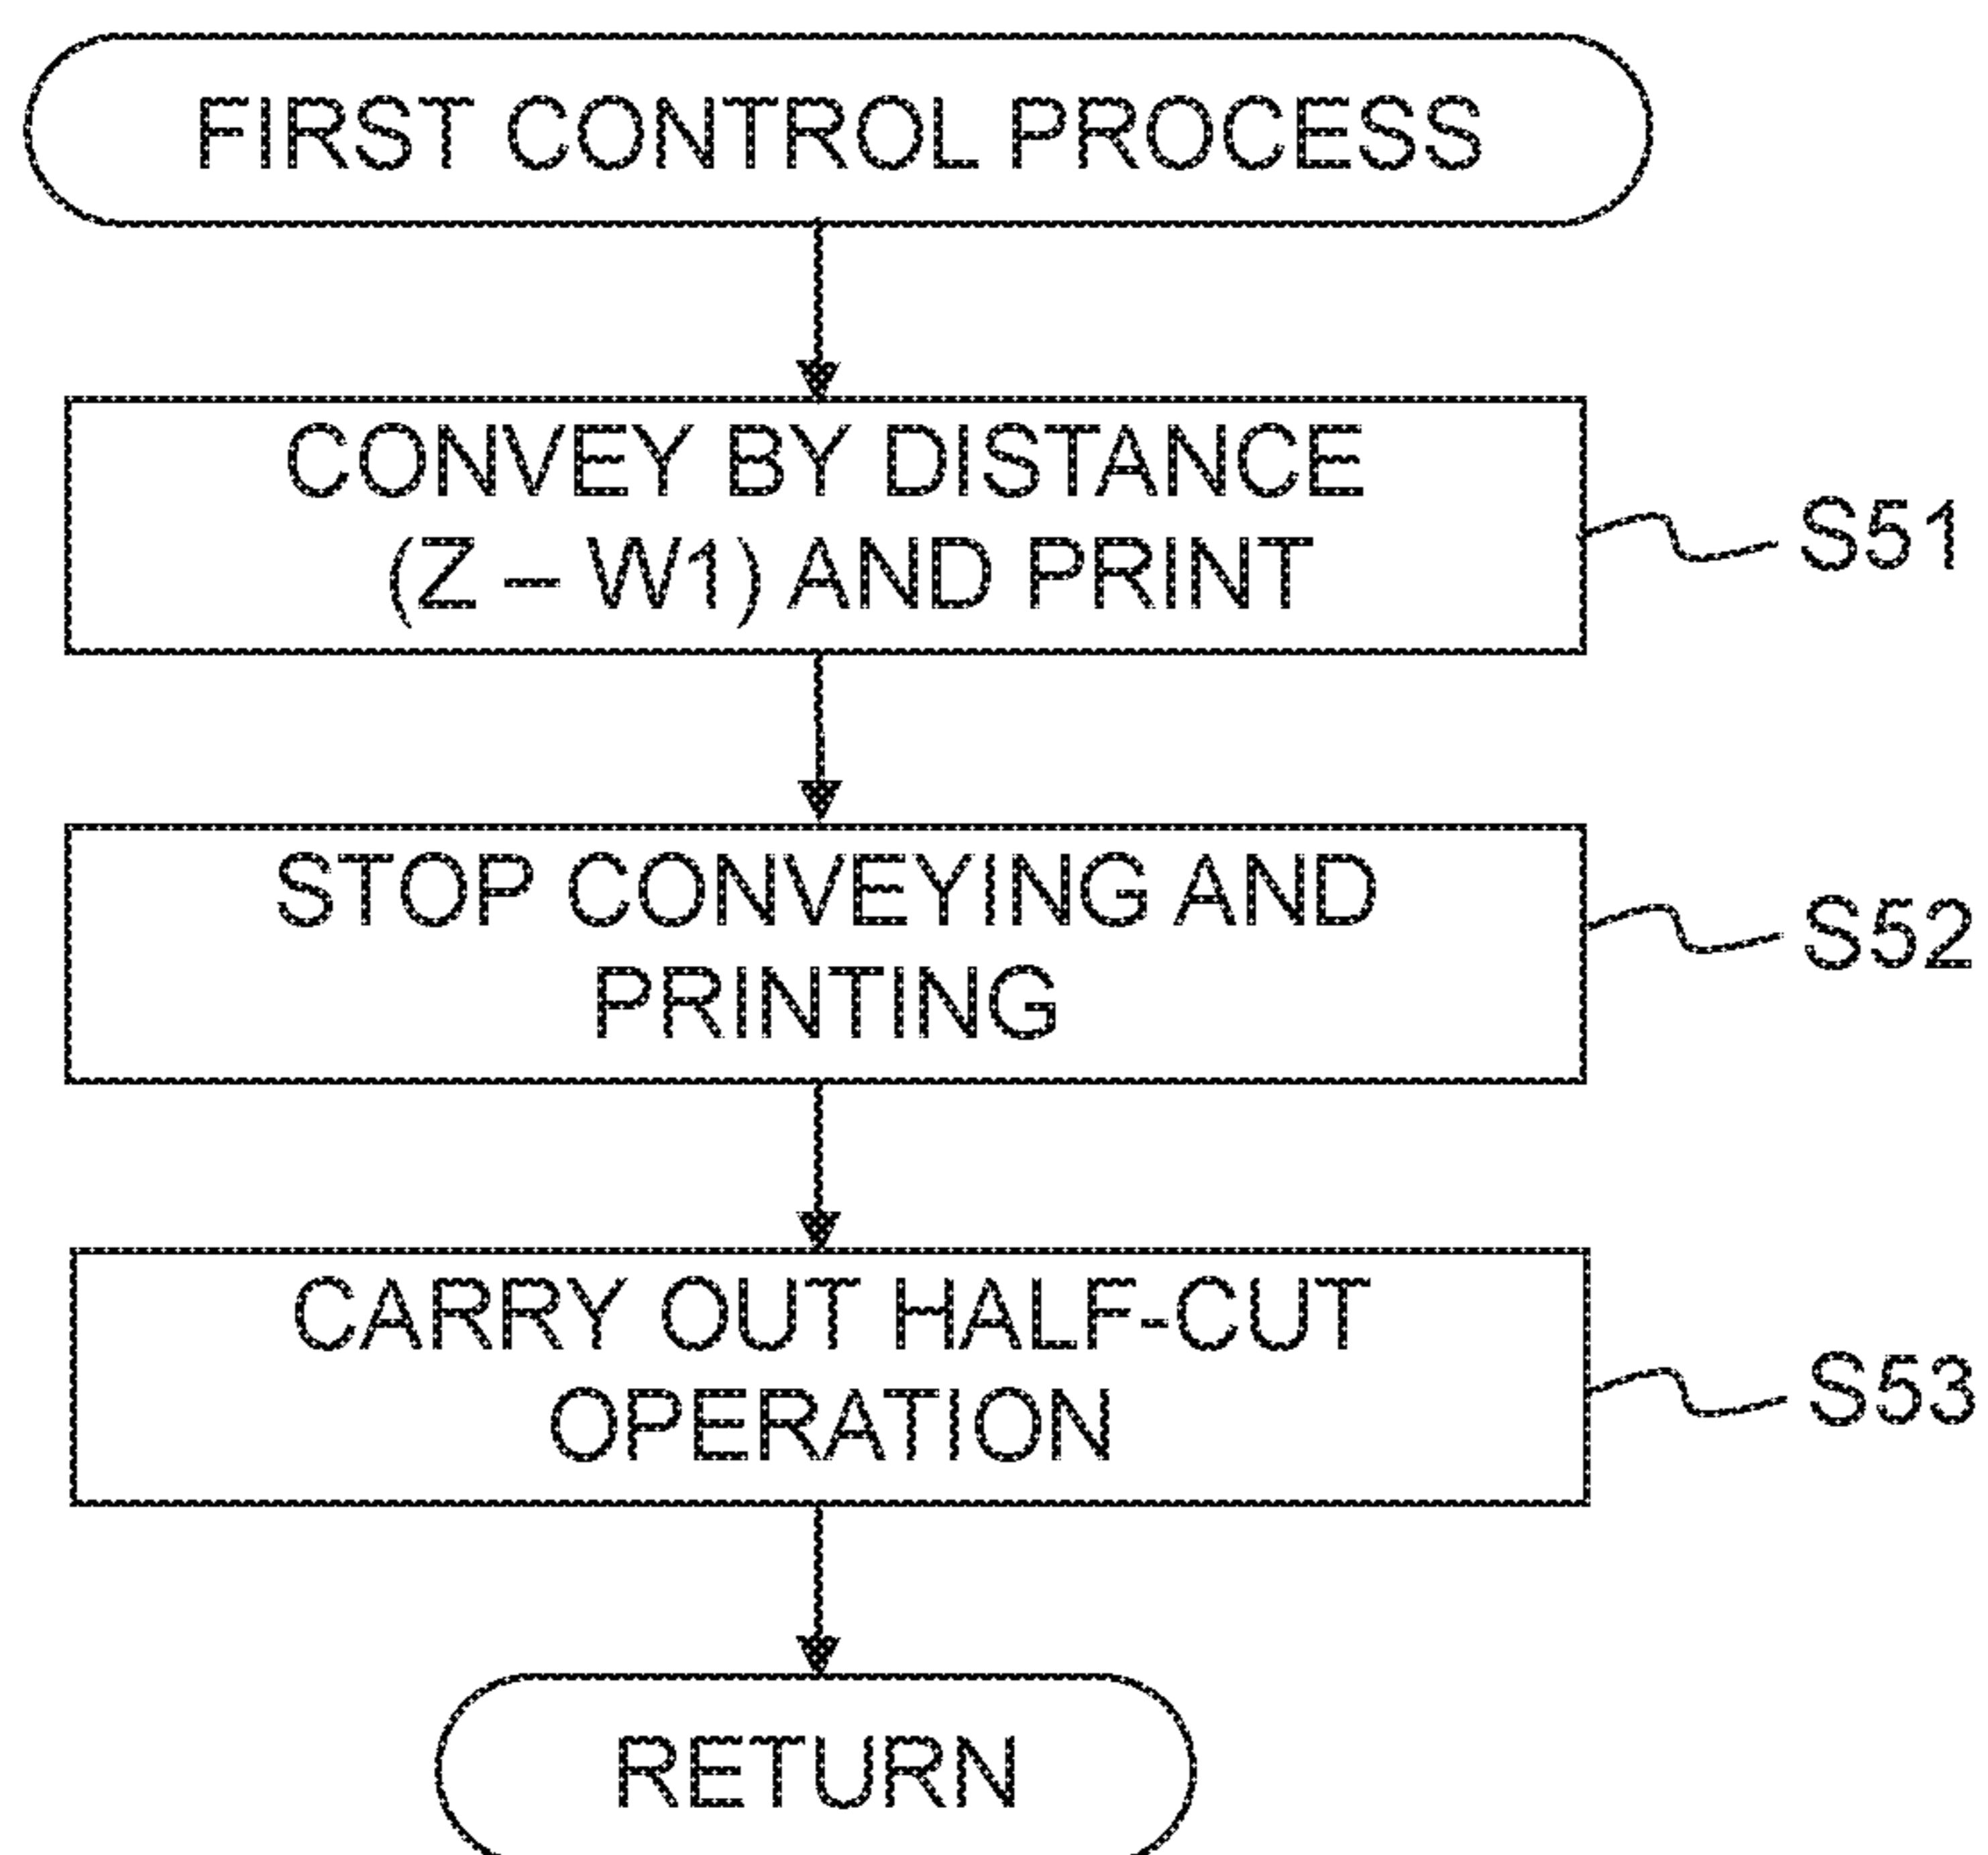 FIRST CONTROL PROCESS
CONVEY BY DISTANCE
(Z – W1) AND PRINT
S51
STOP CONVEYING AND
PRINTING
S52
CARRY OUT HALF-CUT
OPERATION
S53
RETURN